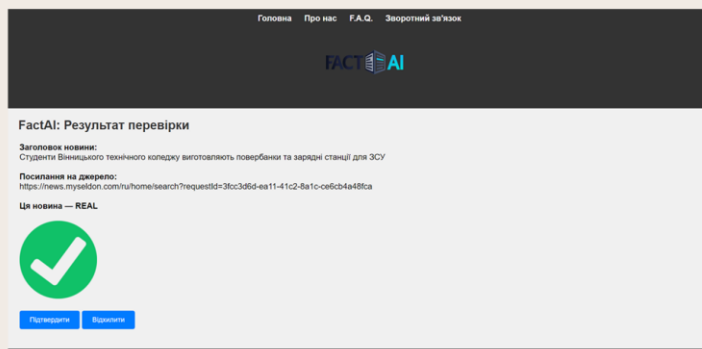 Головна Про нас F.A.Q. Зворотний зв'язок
FACT AI
FactAI: Результат перевірки
Заголовок новини:
Студенти Вінницького технічного коледжу виготовляють повербанки та зарядні станції для ЗСУ
Посилання на джерело:
https://news.myseldon.com/ru/home/search?requestId=3fcc3d6d-ea11-41c2-8a1c-ce6cb4a48fca
Ця новина — REAL
Підтвердити Відхилити